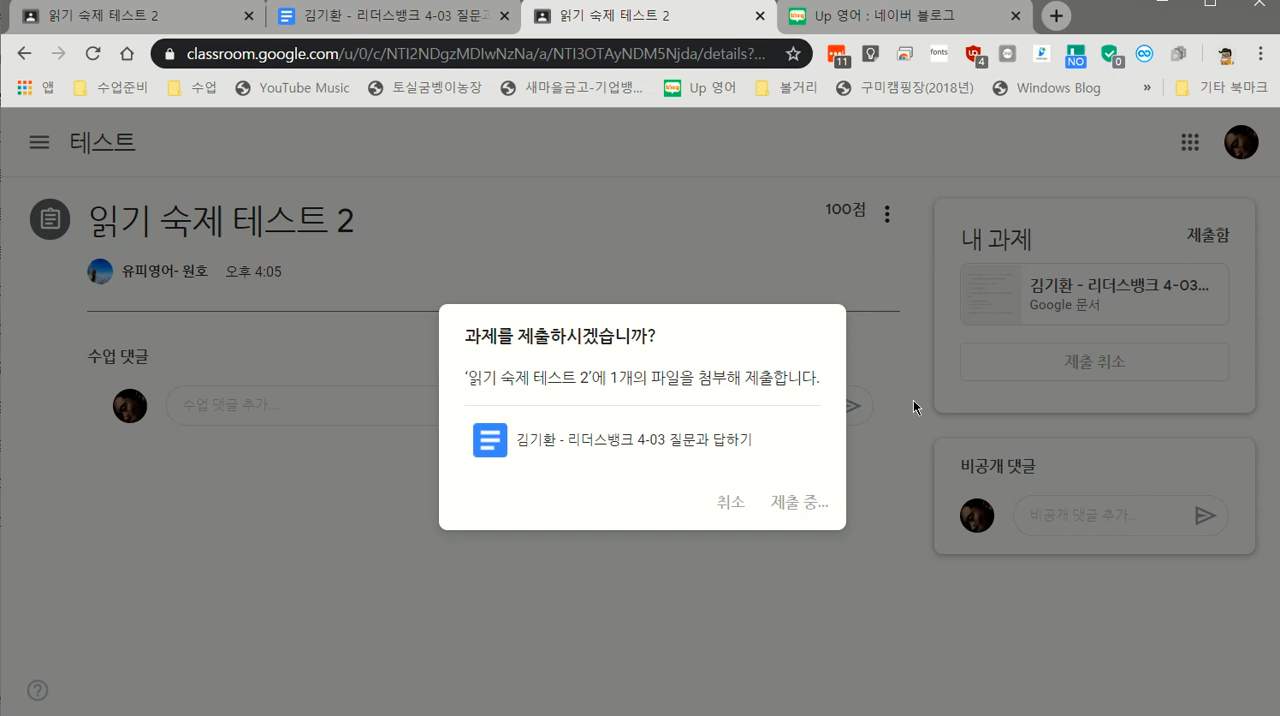 읽기 숙제 테스트 2
김기환 - 리더스뱅크 4-03 질문과
읽기 숙제 테스트 2
Up 영어 : 네이버 블로그
classroom.google.com/u/0/c/NTI2NDgzMDIwNzNa/a/NTI3OTAyNDM5Njda/details?...
11
fonts
4
NO
0
앱
수업준비
수업
YouTube Music
토실굼벵이농장
새마을금고-기업뱅...
Up 영어
볼거리
구미캠핑장(2018년)
Windows Blog
»
기타 북마크
테스트
읽기 숙제 테스트 2
100점
유피영어- 원호 오후 4:05
수업 댓글
수업 댓글 추가...
내 과제
제출함
김기환 - 리더스뱅크 4-03...
Google 문서
제출 취소
비공개 댓글
비공개 댓글 추가...
과제를 제출하시겠습니까?
‘읽기 숙제 테스트 2’에 1개의 파일을 첨부해 제출합니다.
김기환 - 리더스뱅크 4-03 질문과 답하기
취소
제출 중...